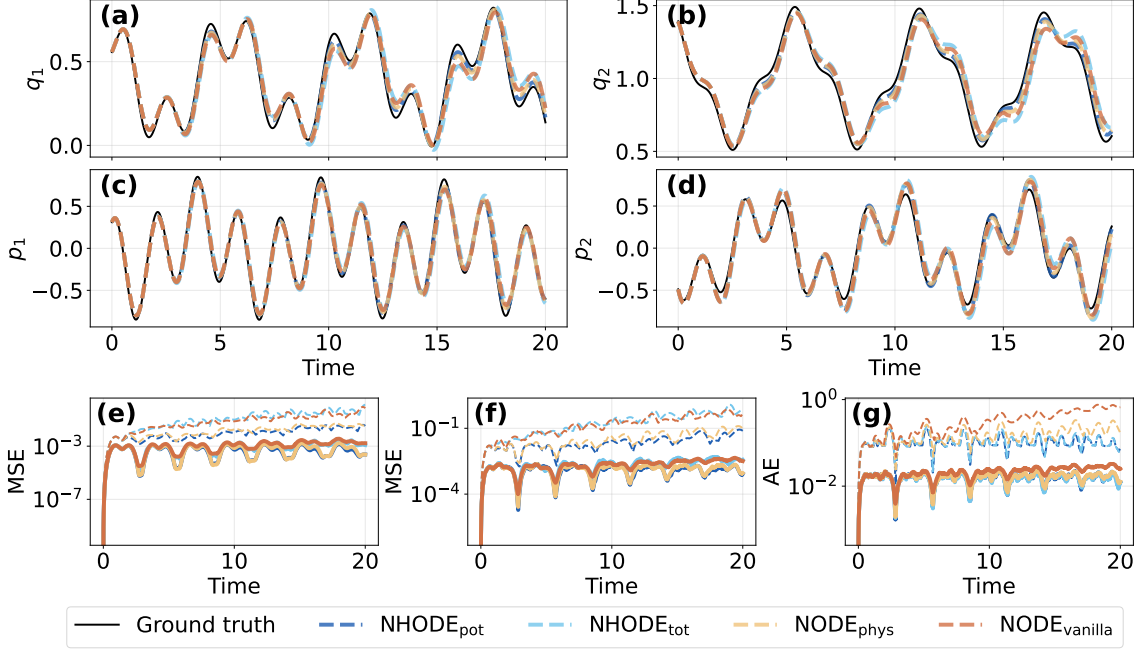 (a)
q1
0.5
0.0
(b)
q2
1.5
1.0
0.5
(c)
p1
0.5
0.0
−0.5
0
5
10
15
20
Time
(d)
p2
0.5
0.0
−0.5
0
5
10
15
20
Time
(e)
MSE
10⁻³
10⁻⁷
0
10
20
Time
(f)
MSE
10⁻¹
10⁻⁴
0
10
20
Time
(g)
AE
10⁰
10⁻²
0
10
20
Time
Ground truth NHODEpot NHODEtot NODEphys NODEvanilla